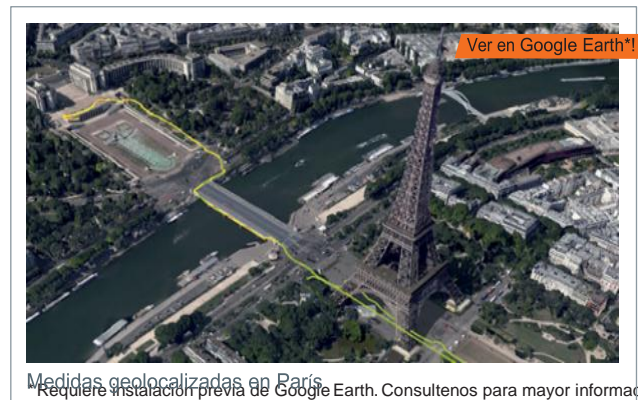 Ver en Google Earth*!
Medidas geolocalizadas en París
*Requiere instalación previa de Google Earth. Consultenos para mayor informac